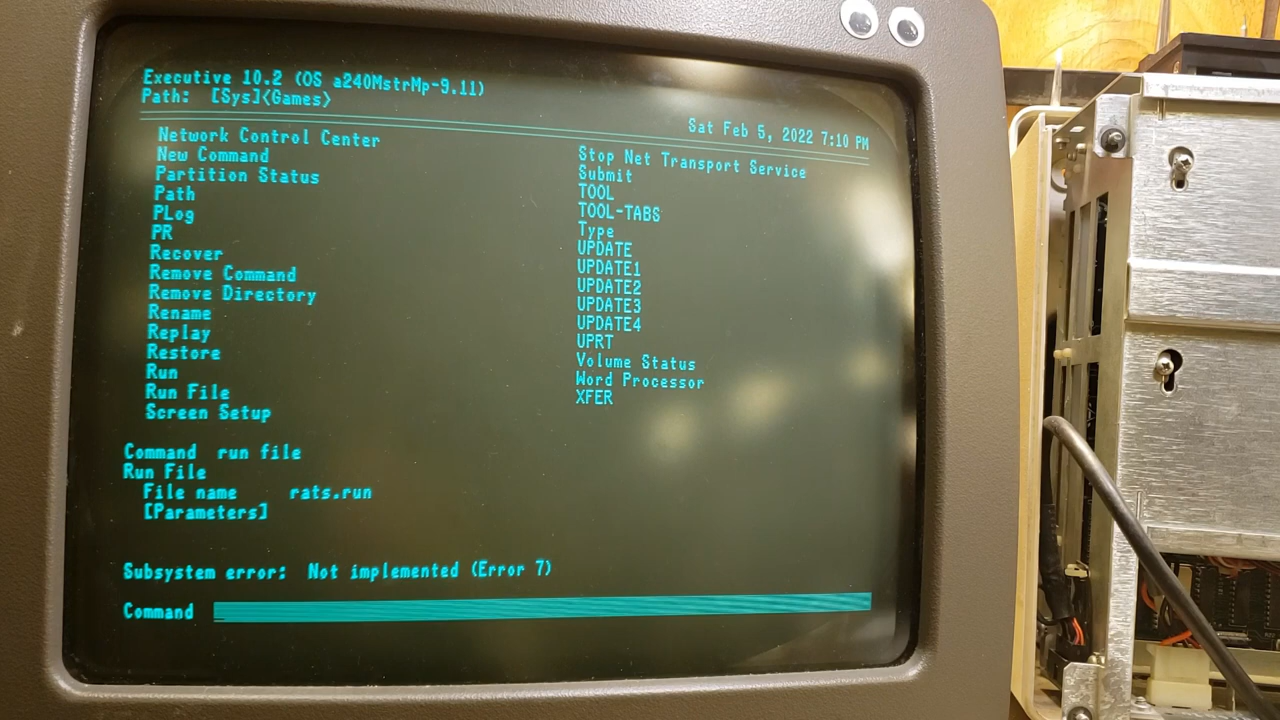 Executive 10.2 (OS a240MstrMp-9.11)
Path: [Sys]<Games>
Sat Feb 5, 2022 7:10 PM
Network Control Center
New Command
Partition Status
Path
PLog
PR
Recover
Remove Command
Remove Directory
Rename
Replay
Restore
Run
Run File
Screen Setup
Stop Net Transport Service
Submit
TOOL
TOOL-TABS
Type
UPDATE
UPDATE1
UPDATE2
UPDATE3
UPDATE4
UPRT
Volume Status
Word Processor
XFER
Command run file
Run File
File name rats.run
[Parameters]
Subsystem error: Not implemented (Error 7)
Command